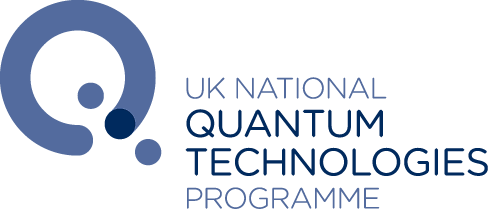 UK NATIONAL
QUANTUM
TECHNOLOGIES
PROGRAMME